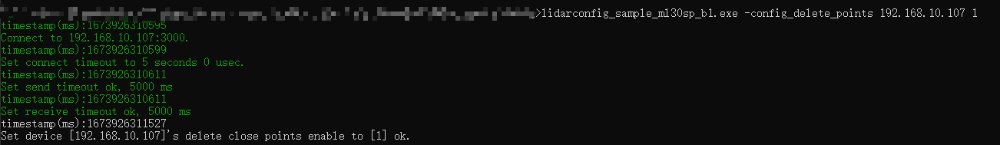 >lidarconfig_sample_ml30sp_b1.exe -config_delete_points 192.168.10.107 1
timestamp(ms):1673926310595
Connect to 192.168.10.107:3000.
timestamp(ms):1673926310599
Set connect timeout to 5 seconds 0 usec.
timestamp(ms):1673926310611
Set send timeout ok, 5000 ms
timestamp(ms):1673926310611
Set receive timeout ok, 5000 ms
timestamp(ms):1673926311527
Set device [192.168.10.107]'s delete close points enable to [1] ok.